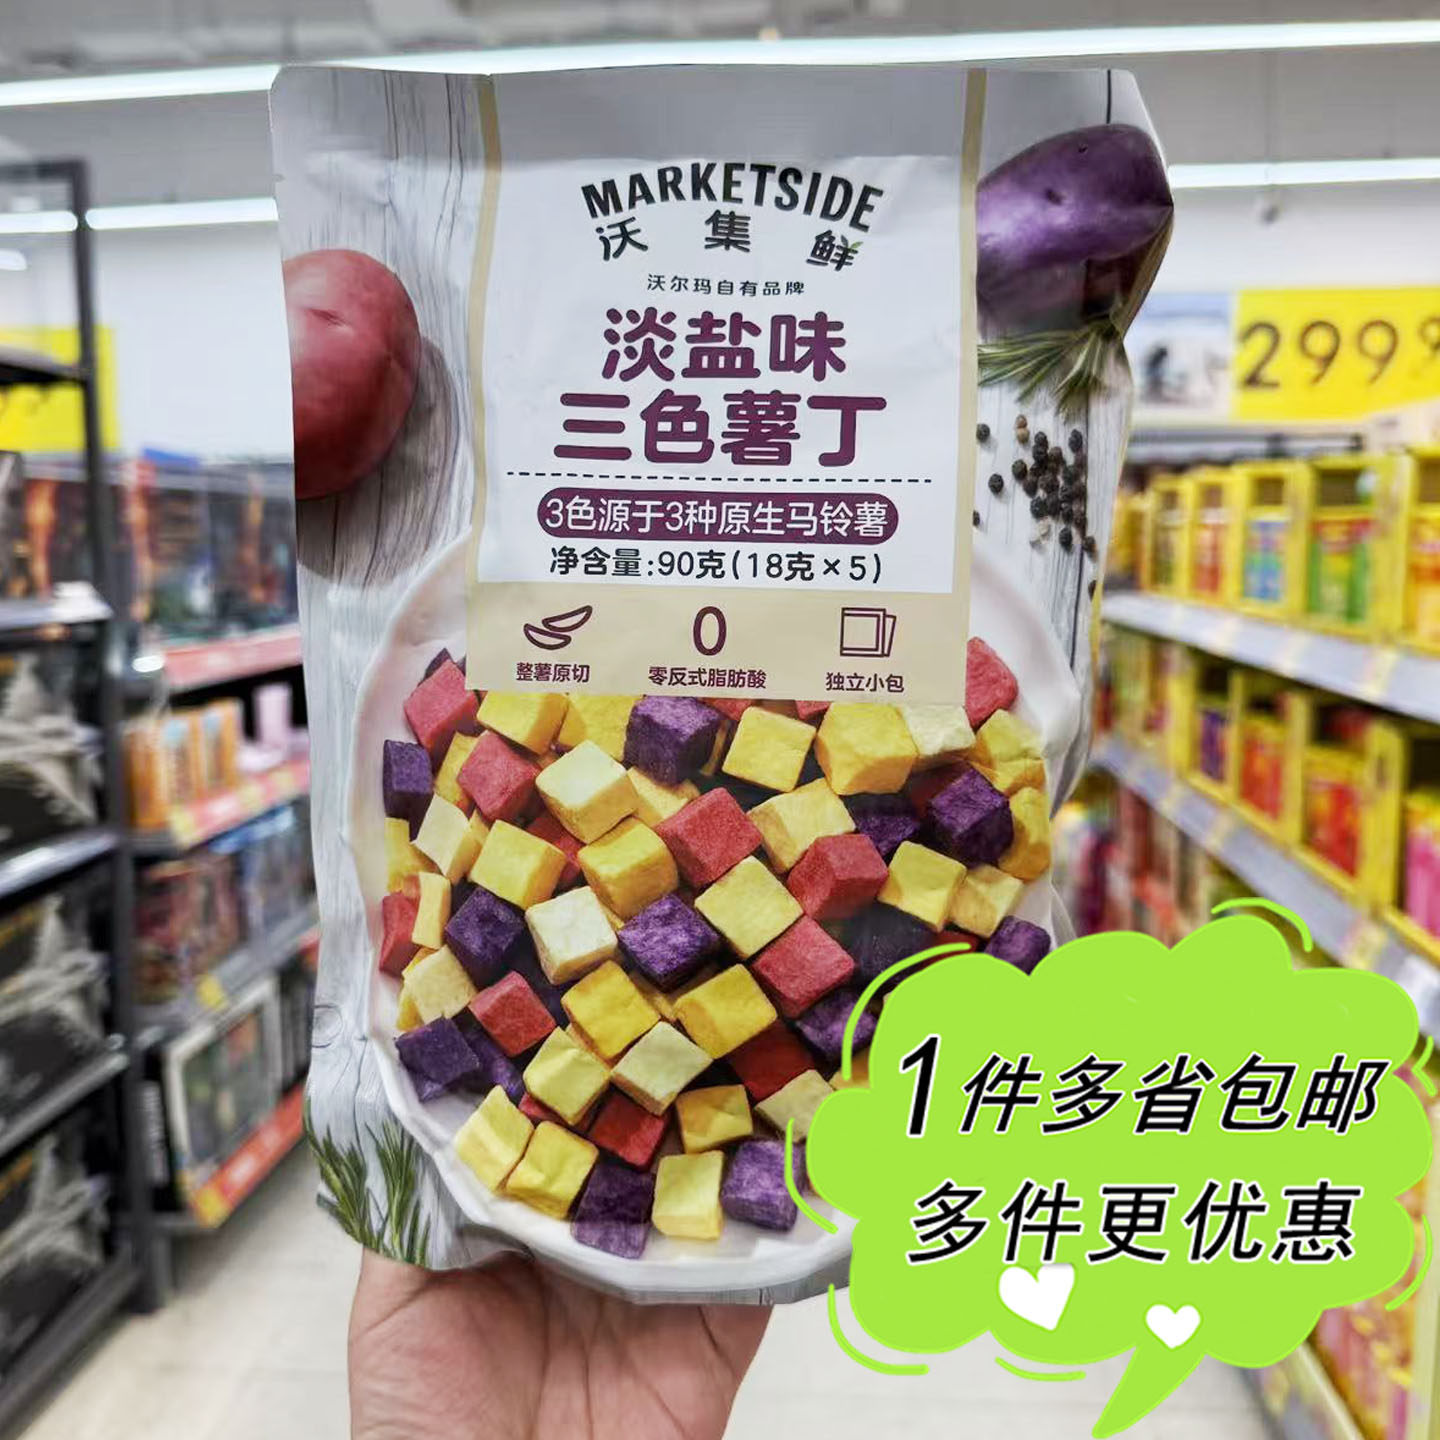 MARKETSIDE
沃集鲜
沃尔玛自有品牌
淡盐味
三色薯丁
3色源于3种原生马铃薯
净含量:90克(18克×5)
0
整薯原切
零反式脂肪酸
独立小包
2999
1件多省包邮
多件更优惠